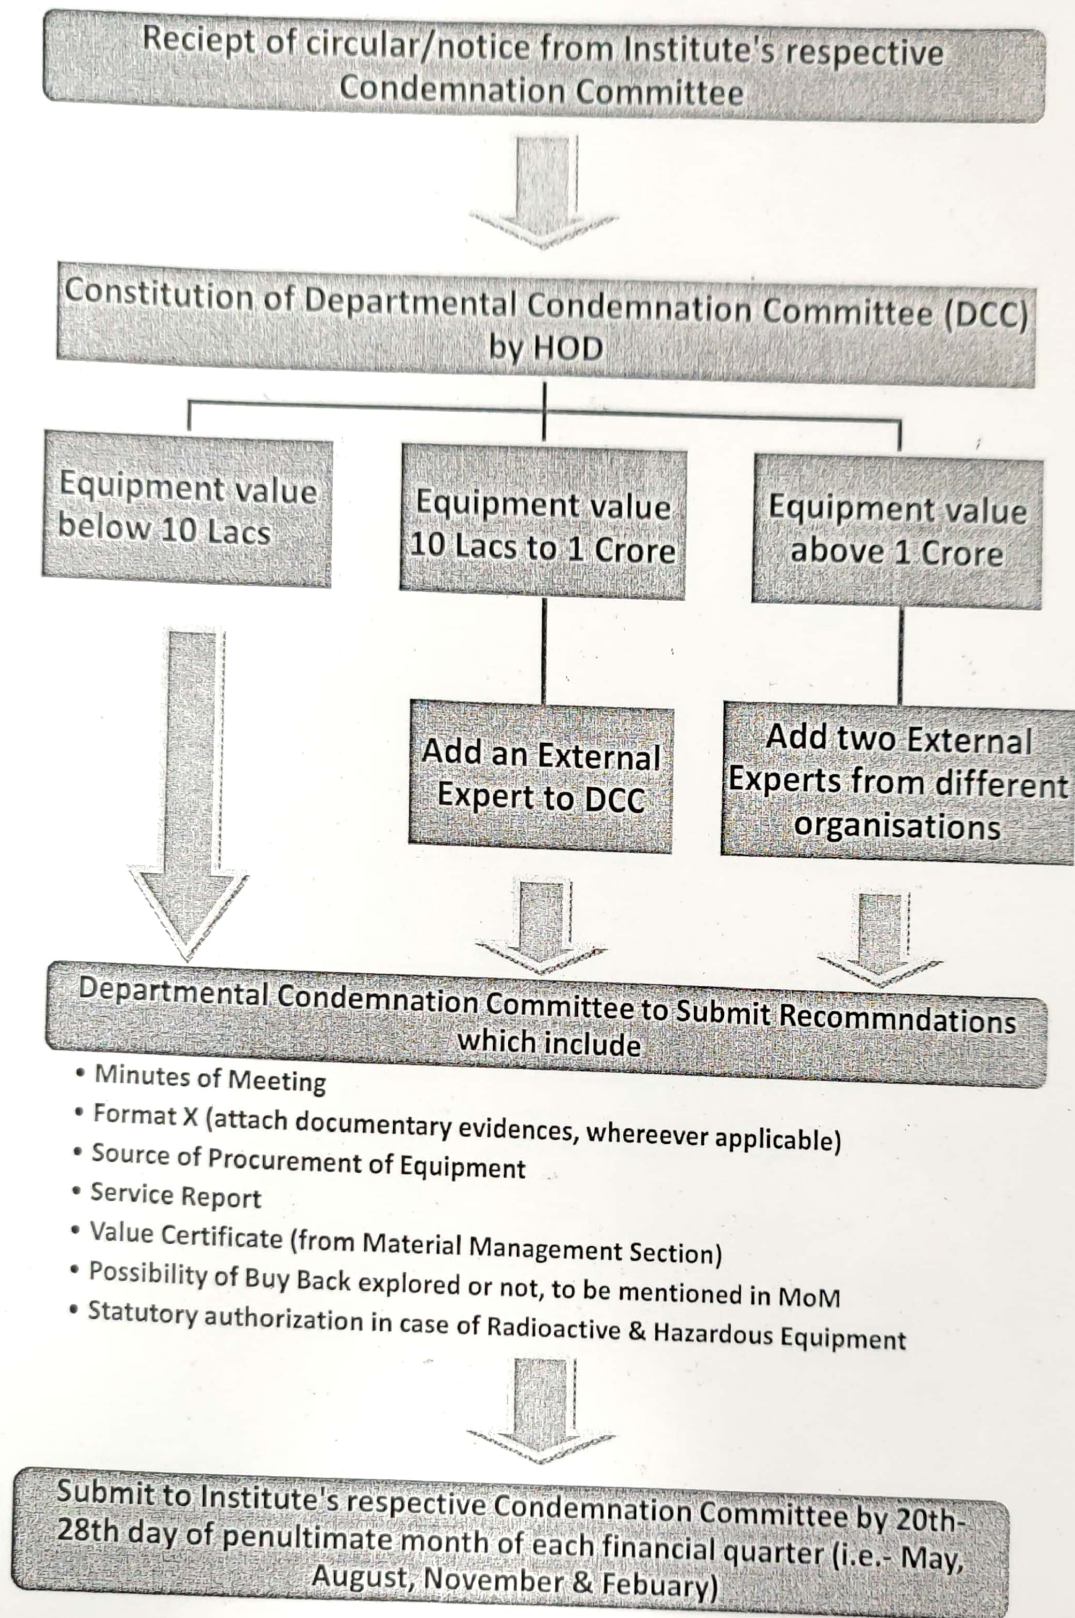 Reciept of circular/notice from Institute's respective
Condemnation Committee
Constitution of Departmental Condemnation Committee (DCC)
by HOD
Equipment value
below 10 Lacs
Equipment value
10 Lacs to 1 Crore
Equipment value
above 1 Crore
Add an External
Expert to DCC
Add two External
Experts from different
organisations
Departmental Condemnation Committee to Submit Recommndations
which include
• Minutes of Meeting
• Format X (attach documentary evidences, whereever applicable)
• Source of Procurement of Equipment
• Service Report
• Value Certificate (from Material Management Section)
• Possibility of Buy Back explored or not, to be mentioned in MoM
• Statutory authorization in case of Radioactive & Hazardous Equipment
Submit to Institute's respective Condemnation Committee by 20th-
28th day of penultimate month of each financial quarter (i.e.- May,
August, November & Febuary)